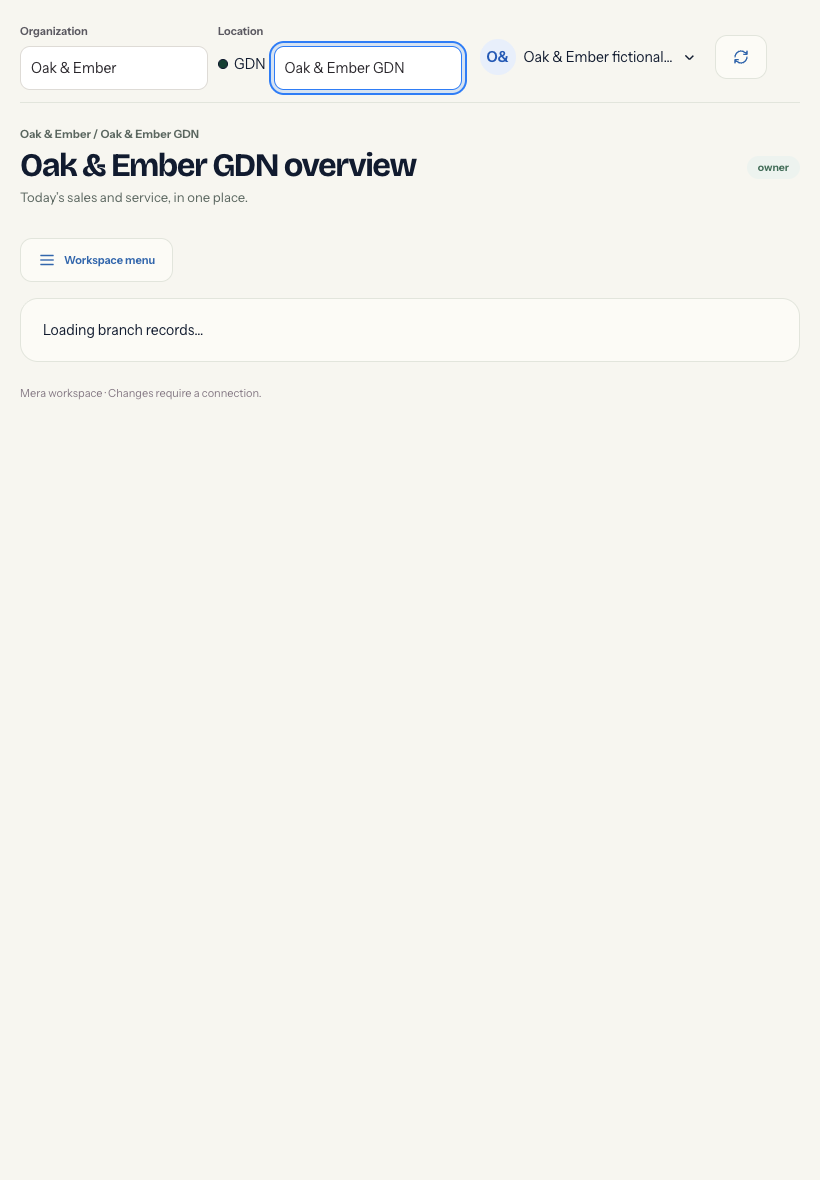 Organization
Location
Oak & Ember
GDN
Oak & Ember GDN
O&
Oak & Ember fictional...
Oak & Ember / Oak & Ember GDN
Oak & Ember GDN overview
owner
Today's sales and service, in one place.
Workspace menu
Loading branch records...
Mera workspace · Changes require a connection.